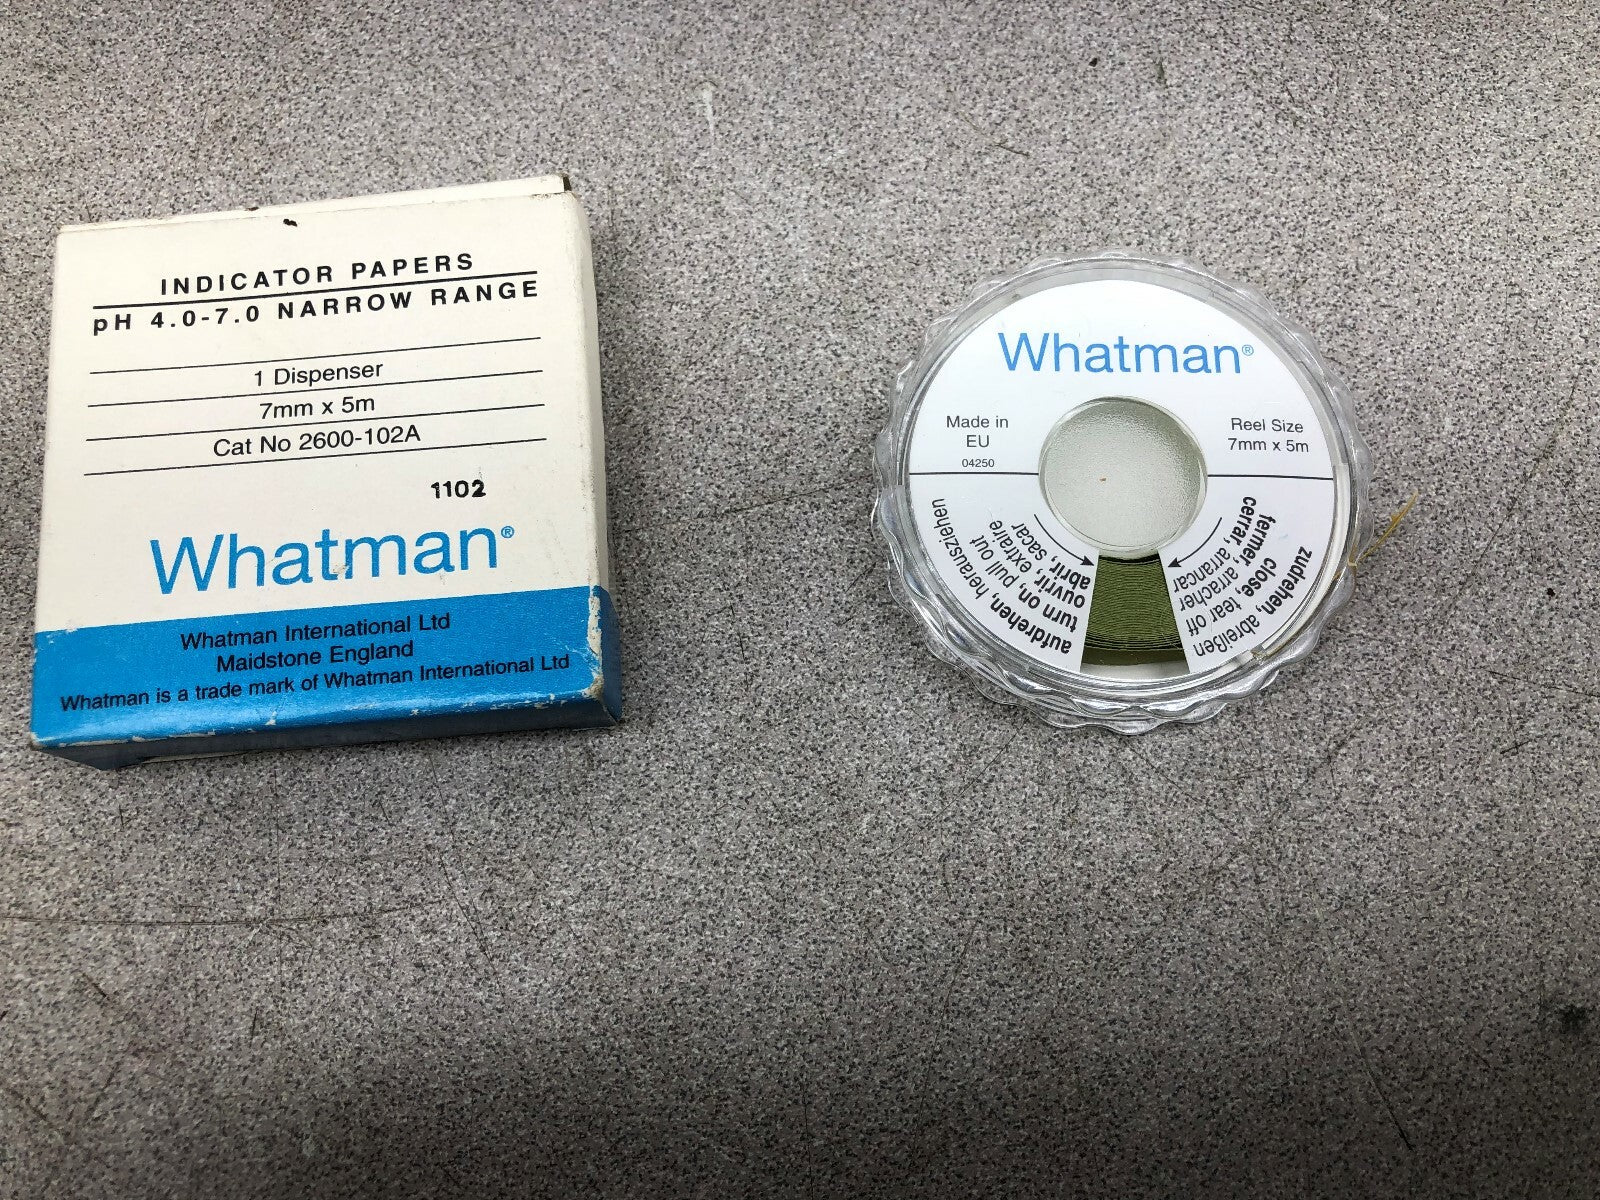 INDICATOR PAPERS
pH 4.0-7.0 NARROW RANGE
1 Dispenser
7mm x 5m
Cat No 2600-102A
1102
Whatman®
Whatman International Ltd
Maidstone England
Whatman is a trade mark of Whatman International Ltd
Whatman®
Made in
EU
04250
Reel Size
7mm x 5m
aufdrehen, herausziehen
turn on, pull out
ouvrir, extraire
abrir, sacar
zudrehen, abreißen
close, tear off
fermer, arracher
cerrar, arrancar